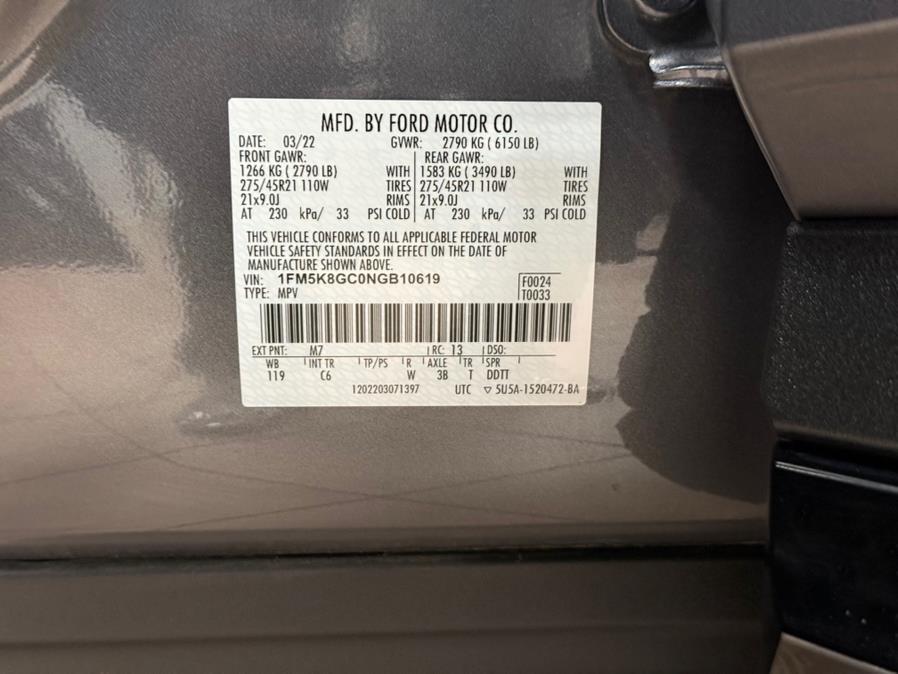 MFD. BY FORD MOTOR CO.
DATE: 03/22 GVWR: 2790 KG ( 6150 LB)
FRONT GAWR: REAR GAWR:
1266 KG ( 2790 LB) WITH 1583 KG ( 3490 LB) WITH
275/45R21 110W TIRES 275/45R21 110W TIRES
21x9.0J RIMS 21x9.0J RIMS
AT 230 kPa/ 33 PSI COLD AT 230 kPa/ 33 PSI COLD
THIS VEHICLE CONFORMS TO ALL APPLICABLE FEDERAL MOTOR
VEHICLE SAFETY STANDARDS IN EFFECT ON THE DATE OF
MANUFACTURE SHOWN ABOVE.
VIN: 1FM5K8GC0NGB10619 F0024
TYPE: MPV T0033
EXT PNT: M7 RC: 13 DSO:
WB INT TR TP/PS R AXLE TR SPR
119 C6 W 3B T DDTT
1202203071397 UTC ▽ 5U5A-1520472-BA